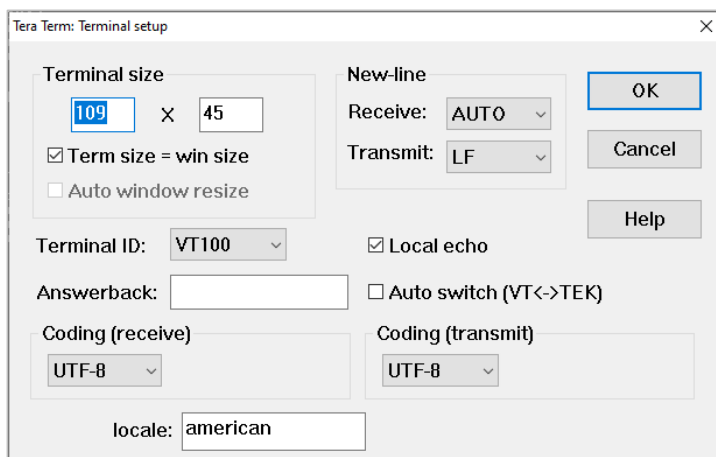 Tera Term: Terminal setup
Terminal size
109 X 45
Term size = win size
Auto window resize
New-line
Receive: AUTO
Transmit: LF
OK
Cancel
Help
Terminal ID: VT100
Local echo
Answerback:
Auto switch (VT<->TEK)
Coding (receive)
UTF-8
Coding (transmit)
UTF-8
locale: american